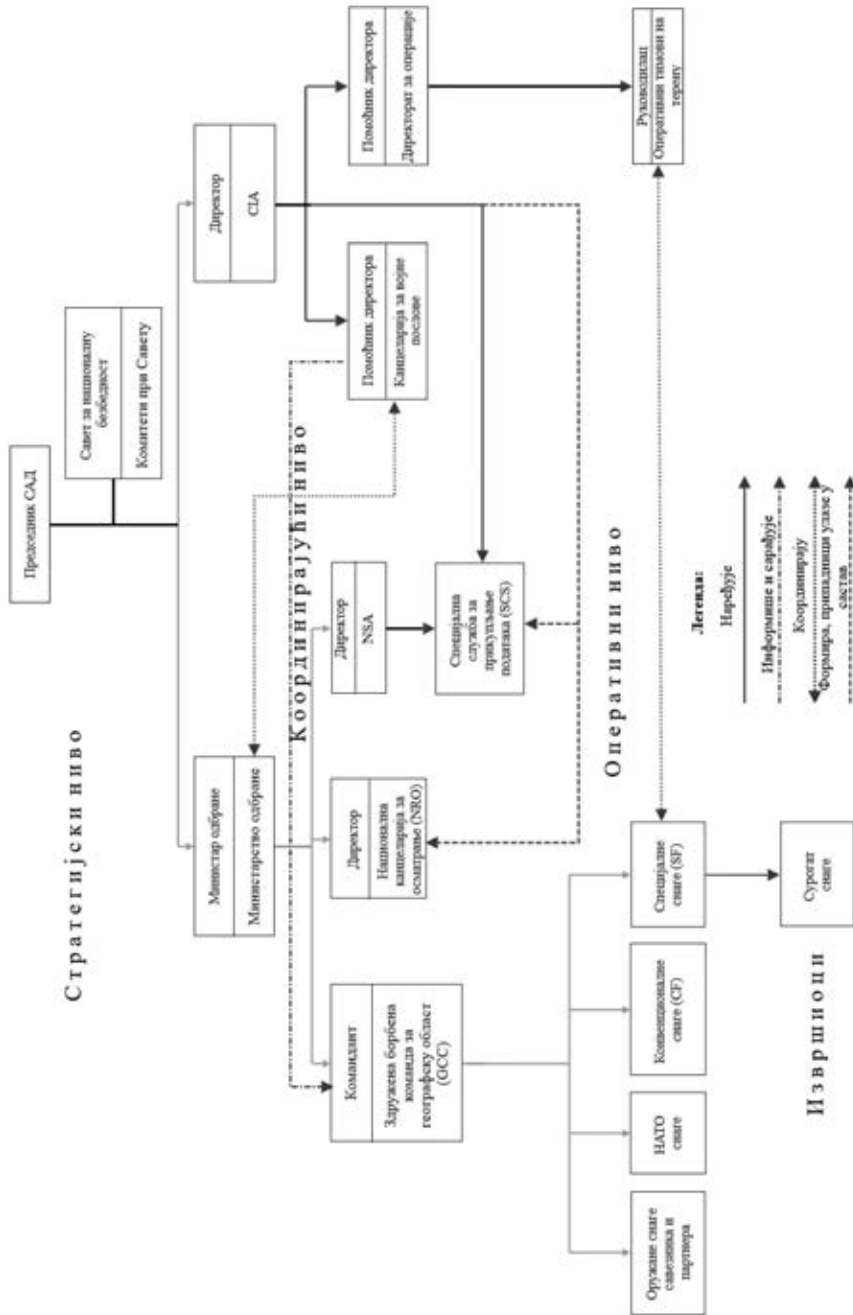 Председник САД
Савет за националну
безбедност
Комитети при Савету
Стратегијски ниво
Министар одбране
Министарство одбране
Директор
CIA
Координирајући ниво
Командант
Здружена борбена
команда за
географску област
(GCC)
Директор
Национална
канцеларија за
осматрање (NRO)
Директор
NSA
Помоћник директора
Канцеларија за војне
послове
Помоћник директора
Директорат за операције
Специјална
служба за
прикупљање
података (SCS)
Оперативни ниво
Оружане снаге
савезника и
партнера
НАТО
снаге
Конвенционалне
снаге (CF)
Специјалне
снаге (SF)
Руководилац
Оперативни тимови на
терену
Извршиоци
Сурогат
снаге
Легенда:
Наређује
Информише и сарађује
Координирају
Формира, припадници улазе у
састав